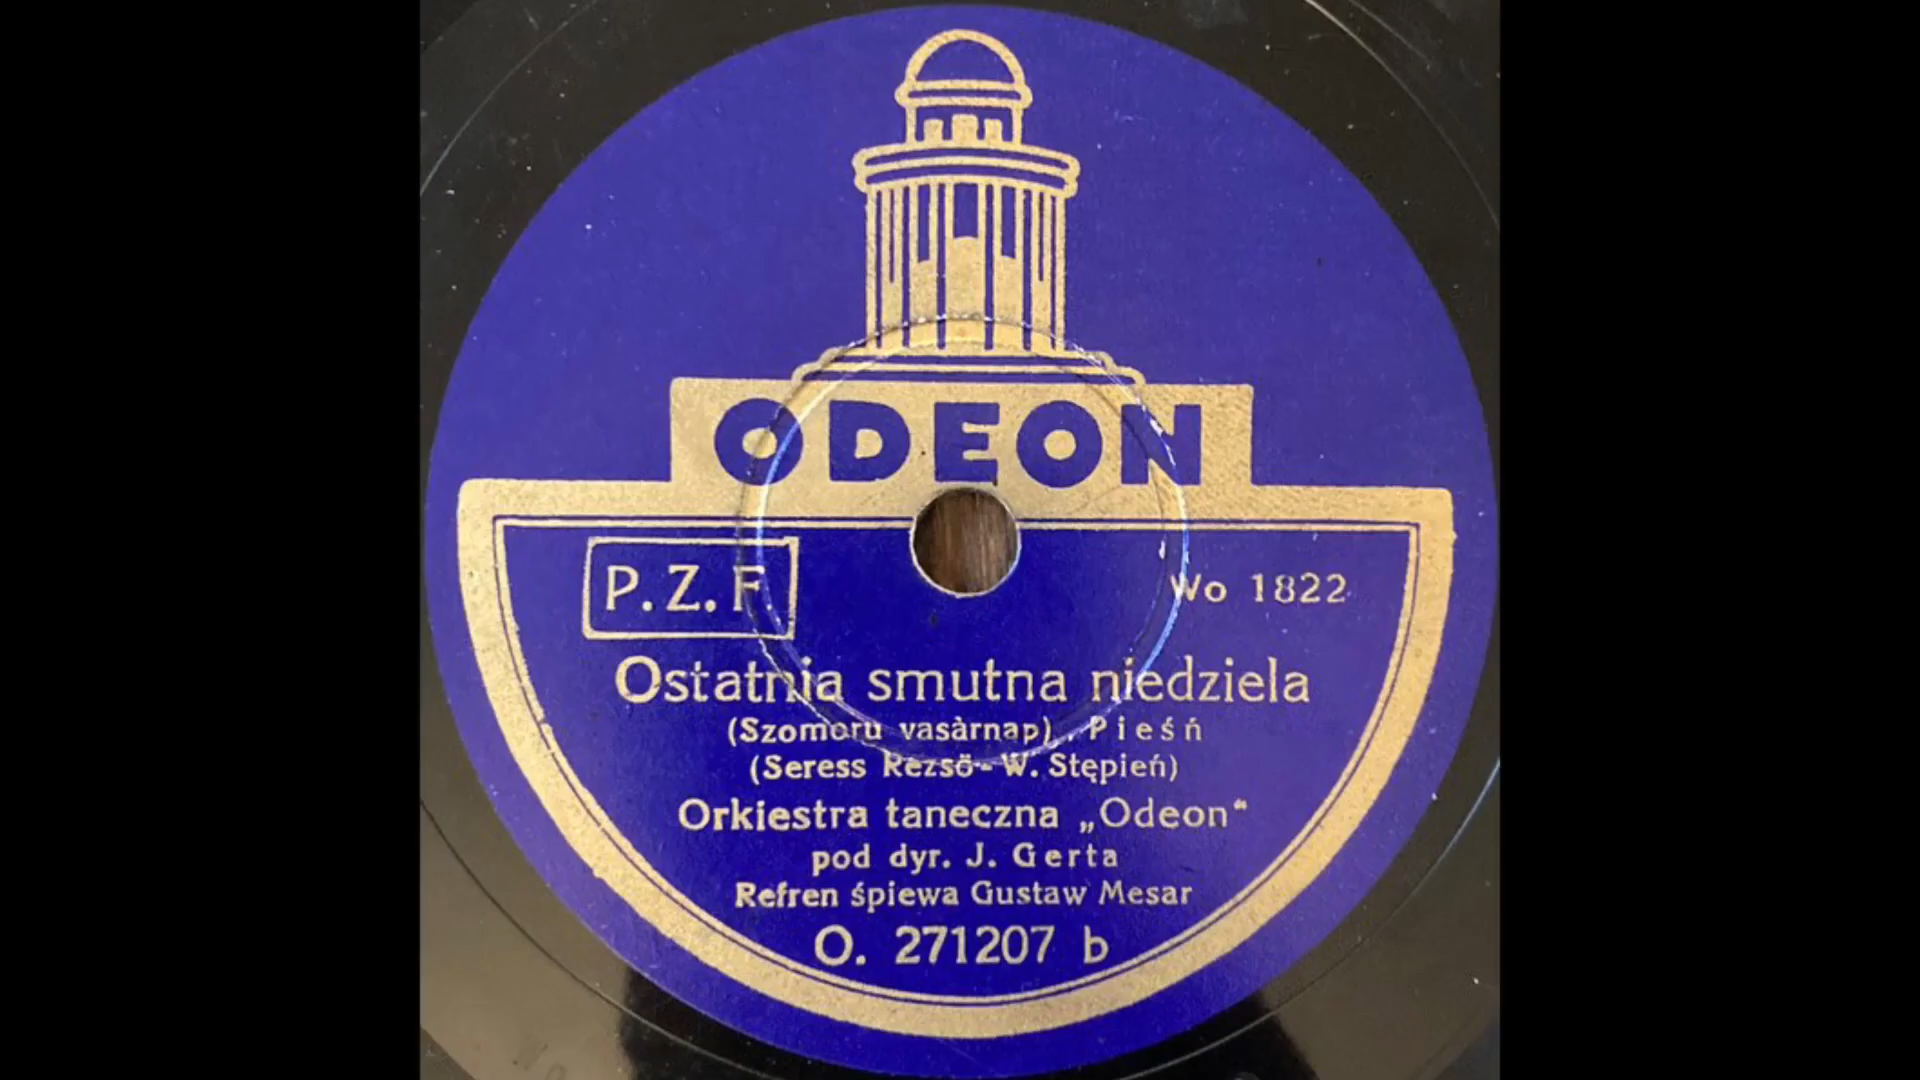 ODEON
P. Z. F.
Wo 1822
Ostatnia smutna niedziela
(Szomoru vasàrnap). Pieśń
(Seress Rezsö - W. Stępień)
Orkiestra taneczna „Odeon“
pod dyr. J. Gerta
Refren śpiewa Gustaw Mesar
O. 271207 b